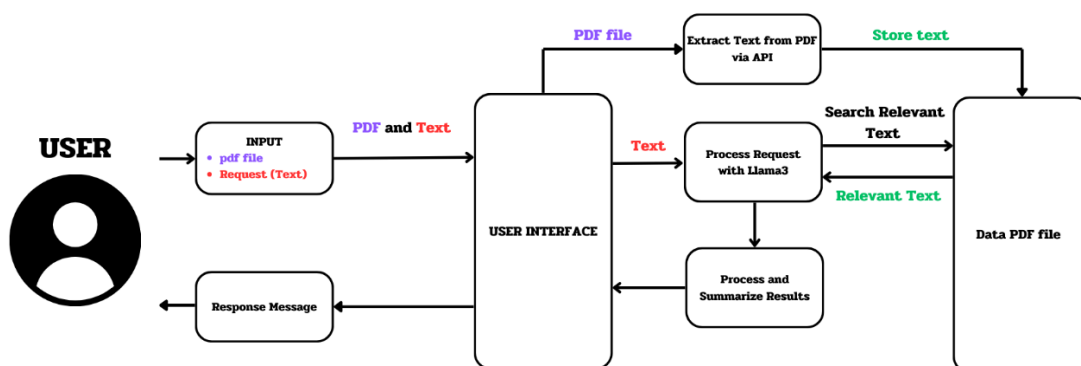 PDF file
Extract Text from PDF
via API
Store text
USER
INPUT
pdf file
Request (Text)
PDF and Text
USER INTERFACE
Text
Process Request
with Llama3
Search Relevant
Text
Relevant Text
Data PDF file
Process and
Summarize Results
Response Message